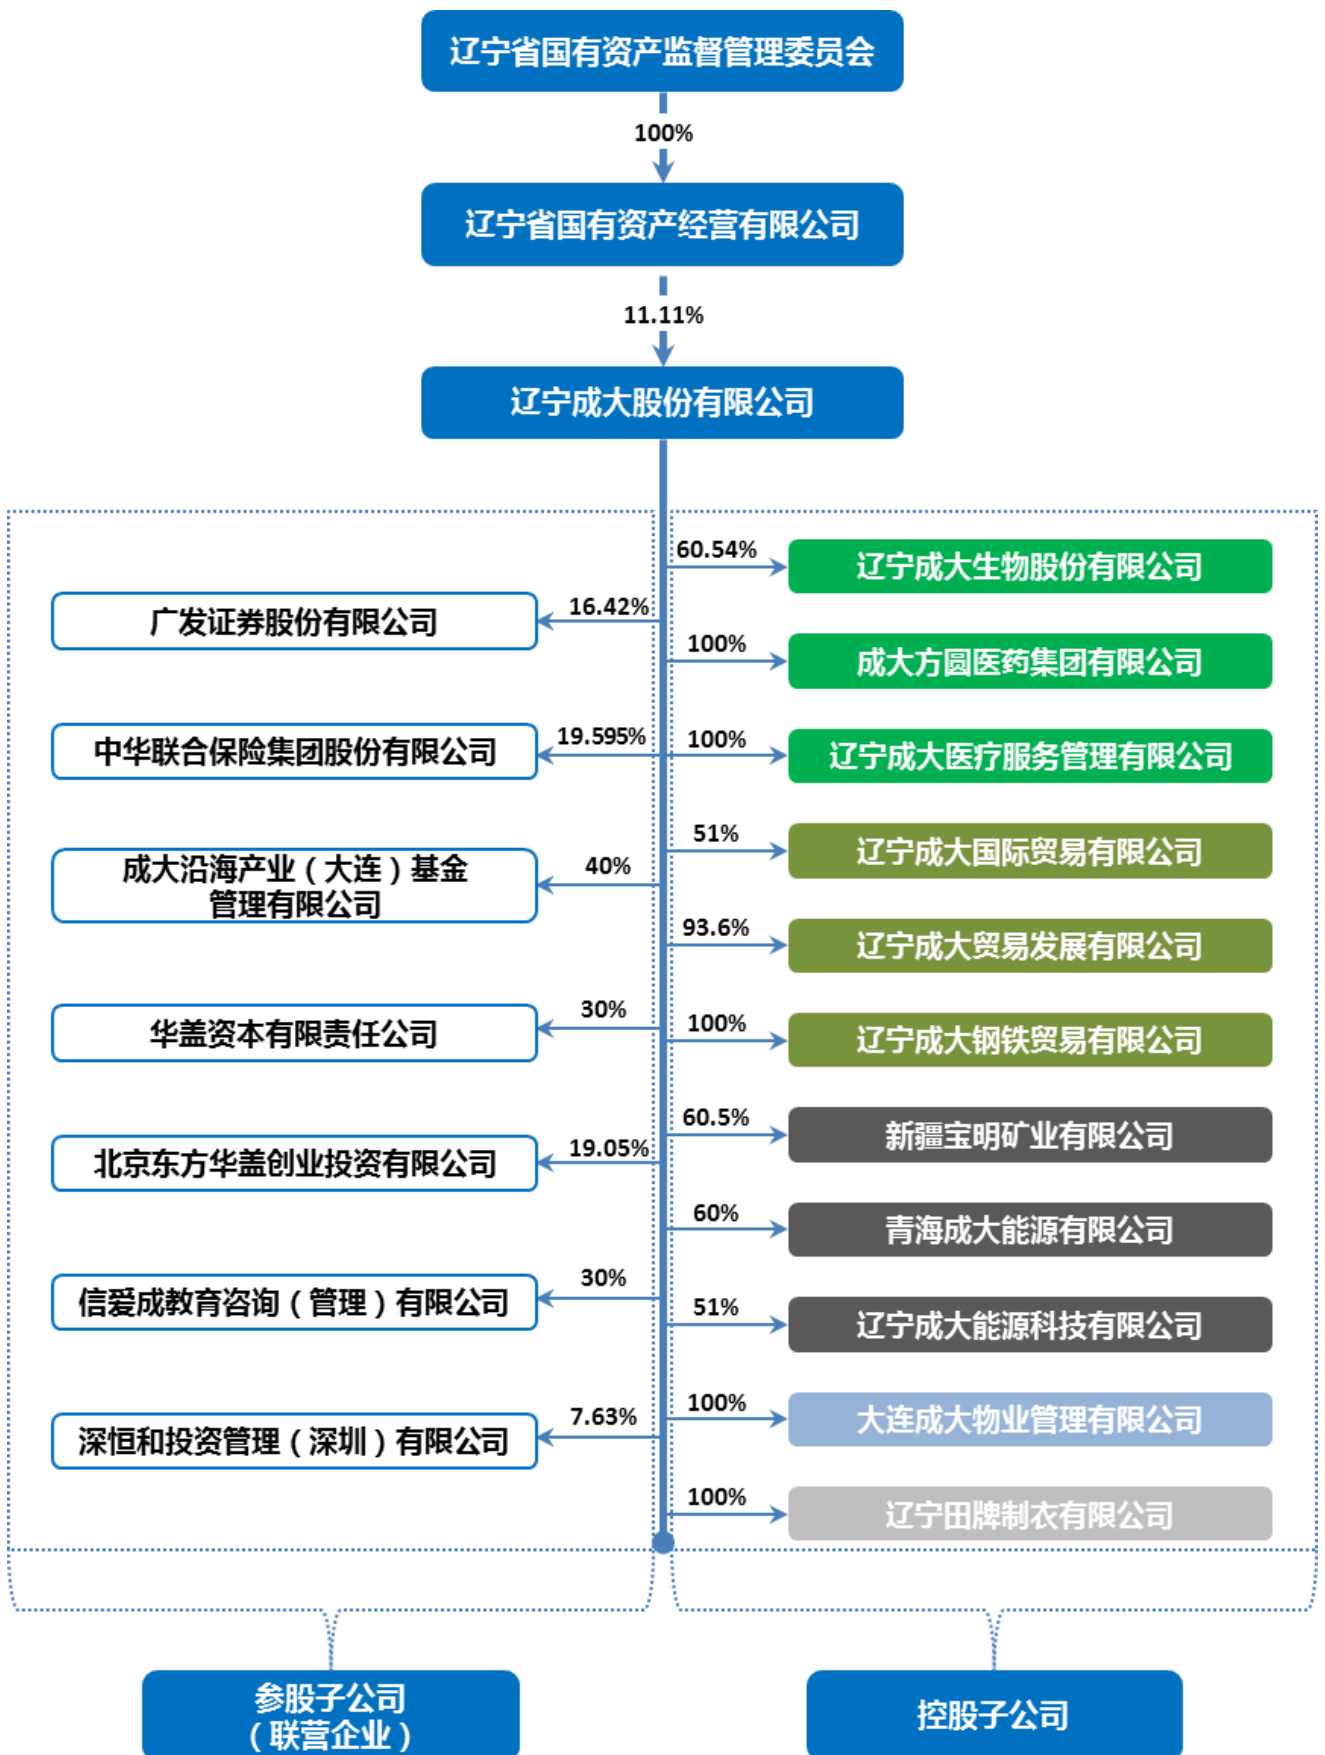 辽宁省国有资产监督管理委员会
100%
辽宁省国有资产经营有限公司
11.11%
辽宁成大股份有限公司
60.54%
辽宁成大生物股份有限公司
16.42%
广发证券股份有限公司
100%
成大方圆医药集团有限公司
19.595%
中华联合保险集团股份有限公司
100%
辽宁成大医疗服务管理有限公司
51%
辽宁成大国际贸易有限公司
40%
成大沿海产业（大连）基金
管理有限公司
93.6%
辽宁成大贸易发展有限公司
30%
华盖资本有限责任公司
100%
辽宁成大钢铁贸易有限公司
60.5%
新疆宝明矿业有限公司
19.05%
北京东方华盖创业投资有限公司
60%
青海成大能源有限公司
30%
信爱成教育咨询（管理）有限公司
51%
辽宁成大能源科技有限公司
100%
大连成大物业管理有限公司
7.63%
深恒和投资管理（深圳）有限公司
100%
辽宁田牌制衣有限公司
参股子公司
（联营企业）
控股子公司